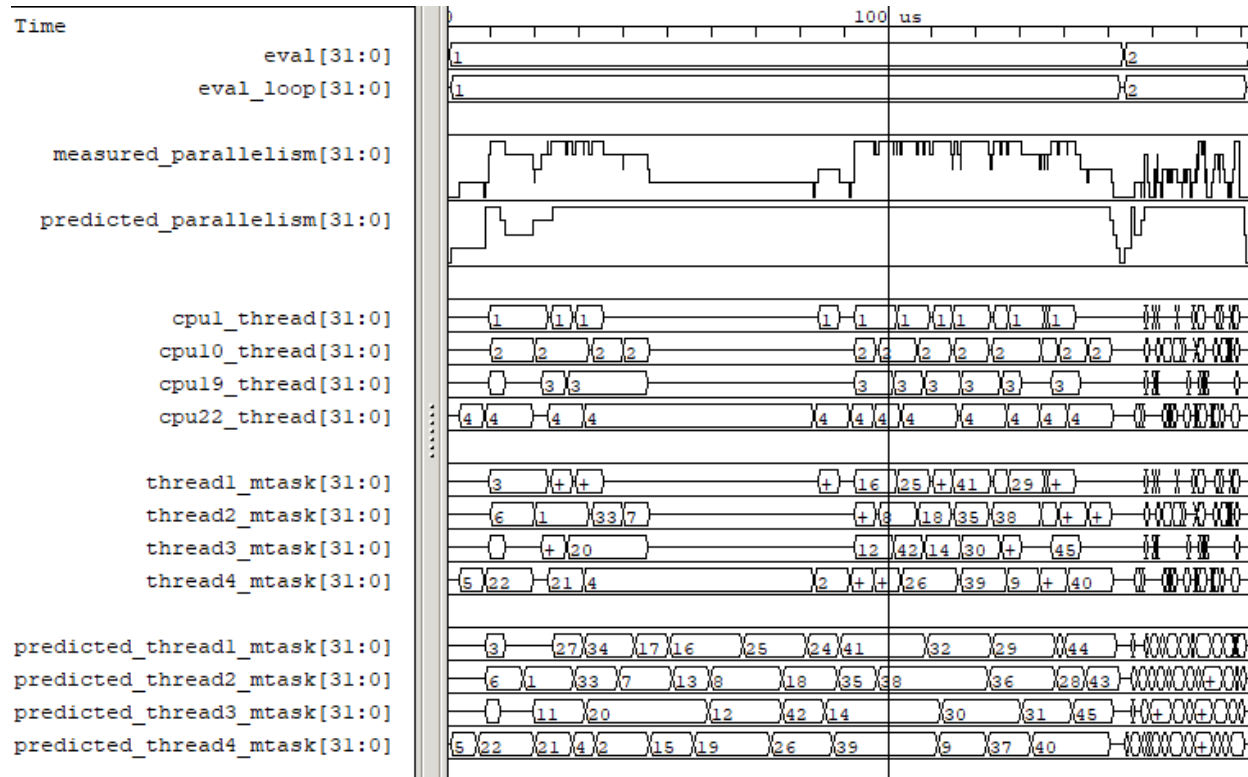 0 100 us
Time
eval[31:0] 1 2
eval_loop[31:0] 1 2
measured_parallelism[31:0]
predicted_parallelism[31:0]
cpu1_thread[31:0] 1 1 1 1 1 1 1 1 1 1
cpu10_thread[31:0] 2 2 2 2 2 2 2 2 2 2 2
cpu19_thread[31:0] 3 3 3 3 3 3 3 3
cpu22_thread[31:0] 4 4 4 4 4 4 4 4 4 4 4 4
thread1_mtask[31:0] 3 + + + 16 25 + 41 29 +
thread2_mtask[31:0] 6 1 33 7 + 8 18 35 38 + +
thread3_mtask[31:0] + 20 12 42 14 30 + 45
thread4_mtask[31:0] 5 22 21 4 2 + + 26 39 9 + 40
predicted_thread1_mtask[31:0] 3 27 34 17 16 25 24 41 32 29 44
predicted_thread2_mtask[31:0] 6 1 33 7 13 8 18 35 38 36 28 43 +
predicted_thread3_mtask[31:0] 11 20 12 42 14 30 31 45 + +
predicted_thread4_mtask[31:0] 5 22 21 4 2 15 19 26 39 9 37 40 +